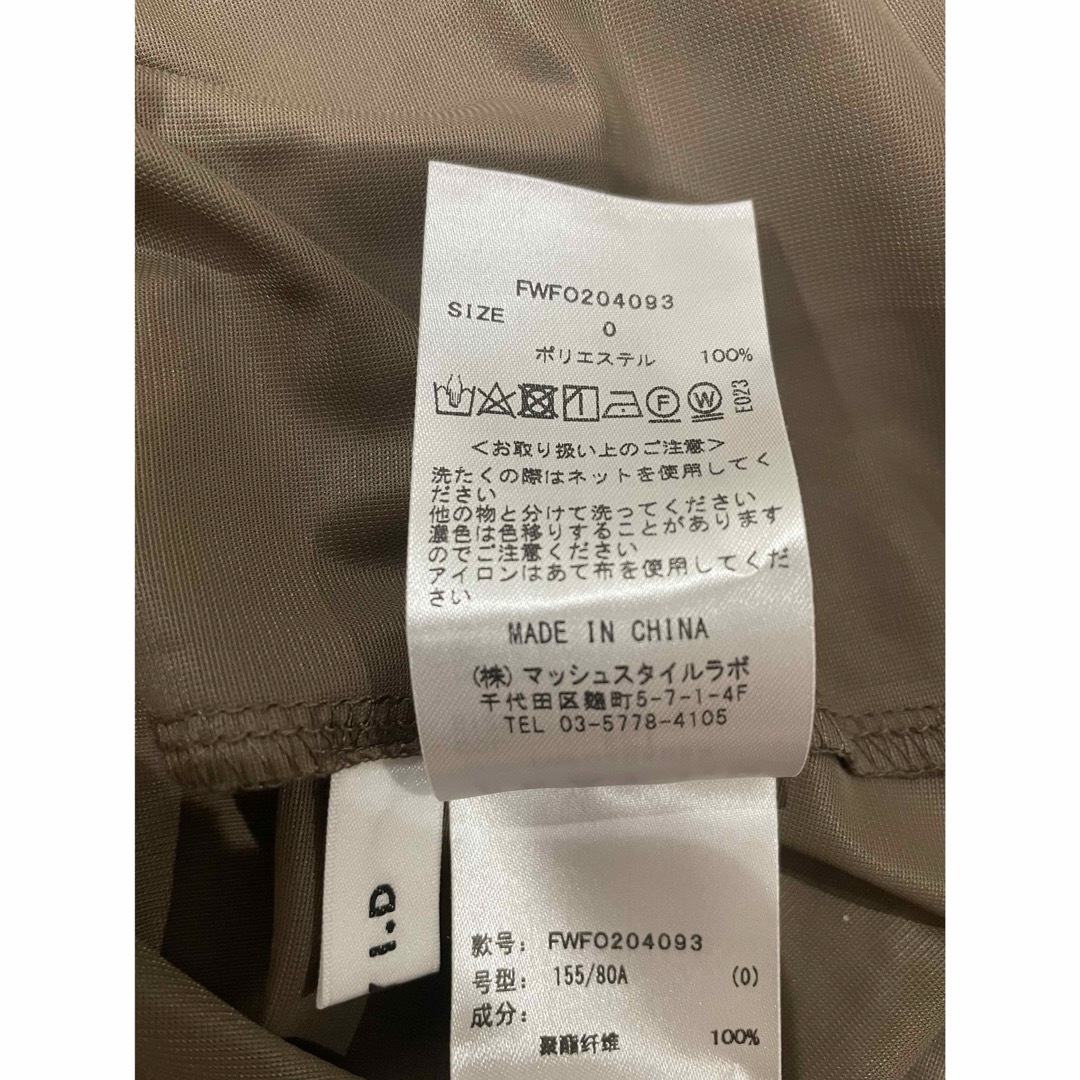 FWFO204093
SIZE 0
ポリエステル 100%
F W E023
<お取り扱い上のご注意>
洗たくの際はネットを使用してく
ださい
他の物と分けて洗ってください
濃色は色移りすることがあります
のでご注意ください
アイロンはあて布を使用してくだ
さい
MADE IN CHINA
(株)マッシュスタイルラボ
千代田区麹町5-7-1-4F
TEL 03-5778-4105
I.D
款号: FWFO204093
号型: 155/80A (0)
成分:
聚酯纤维 100%